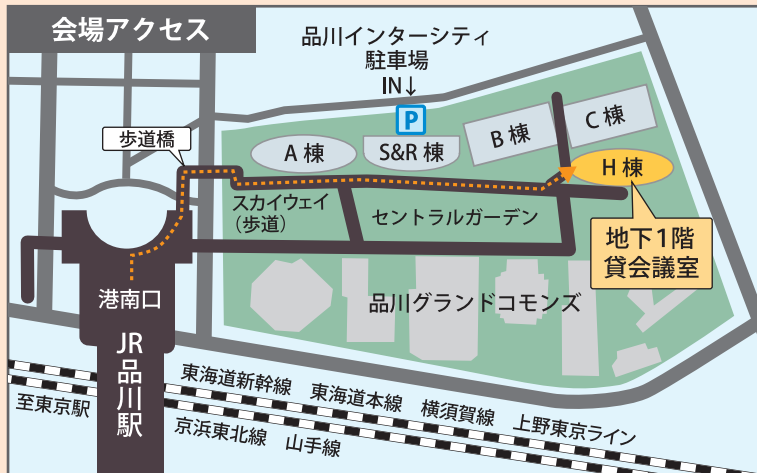 会場アクセス
品川インターシティ
駐車場
IN↓
P
歩道橋
A 棟
S&R 棟
B 棟
C 棟
H 棟
スカイウェイ
(歩道)
セントラルガーデン
地下1階
貸会議室
港南口
品川グランドコモンズ
JR品川駅
東海道新幹線 東海道本線 横須賀線 上野東京ライン
至東京駅
京浜東北線 山手線